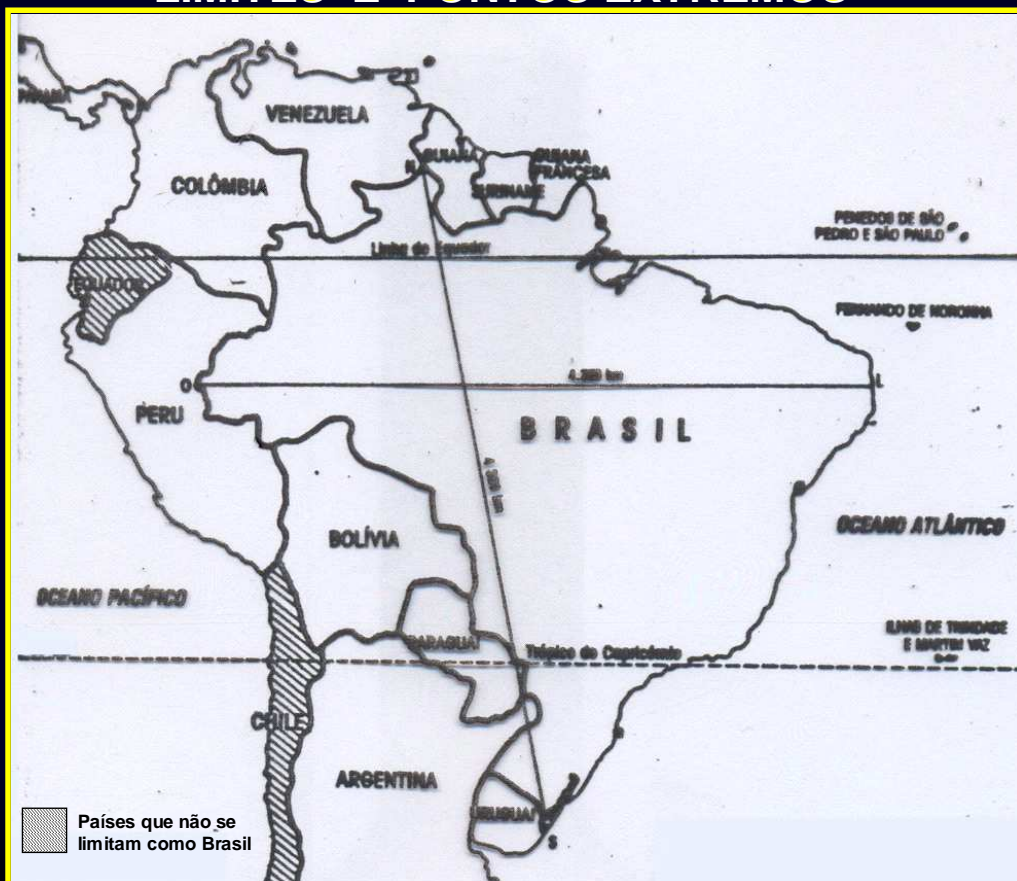 LIMITES E PONTOS EXTREMOS
VENEZUELA
COLÔMBIA
N
GUIANA
SURINAME
GUIANA
FRANCESA
PENEDOS DE SÃO
PEDRO E SÃO PAULO
Linha do Equador
EQUADOR
FERNANDO DE NORONHA
O
km
L
PERU
BRASIL
km
BOLÍVIA
OCEANO ATLÂNTICO
OCEANO PACÍFICO
ILHAS DE TRINDADE
E MARTIM VAZ
PARAGUAI
Trópico de Capricórnio
CHILE
ARGENTINA
URUGUAI
S
Países que não se
limitam como Brasil